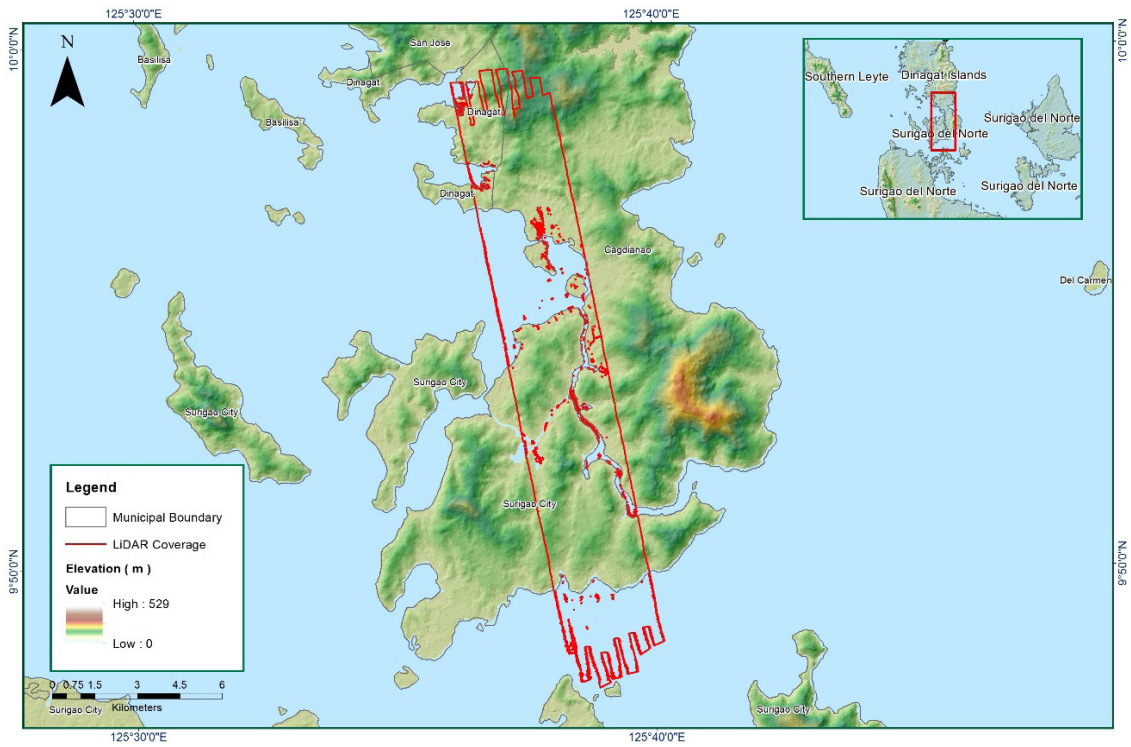 125°30'0"E
125°40'0"E
10°0'0"N
10°0'0"N
N
San Jose
Basilisa
Dinagat
Basilisa
Dinagat
Dinagat
Cagdianao
Del Carmen
Surigao City
Surigao City
Surigao City
Southern Leyte
Dinagat Islands
Surigao del Norte
Surigao del Norte
Surigao del Norte
Surigao del Norte
Legend
Municipal Boundary
LiDAR Coverage
Elevation ( m )
Value
High : 529
Low : 0
9°50'0"N
9°50'0"N
0 0.75 1.5 3 4.5 6
Kilometers
Surigao City
Surigao City
125°30'0"E
125°40'0"E